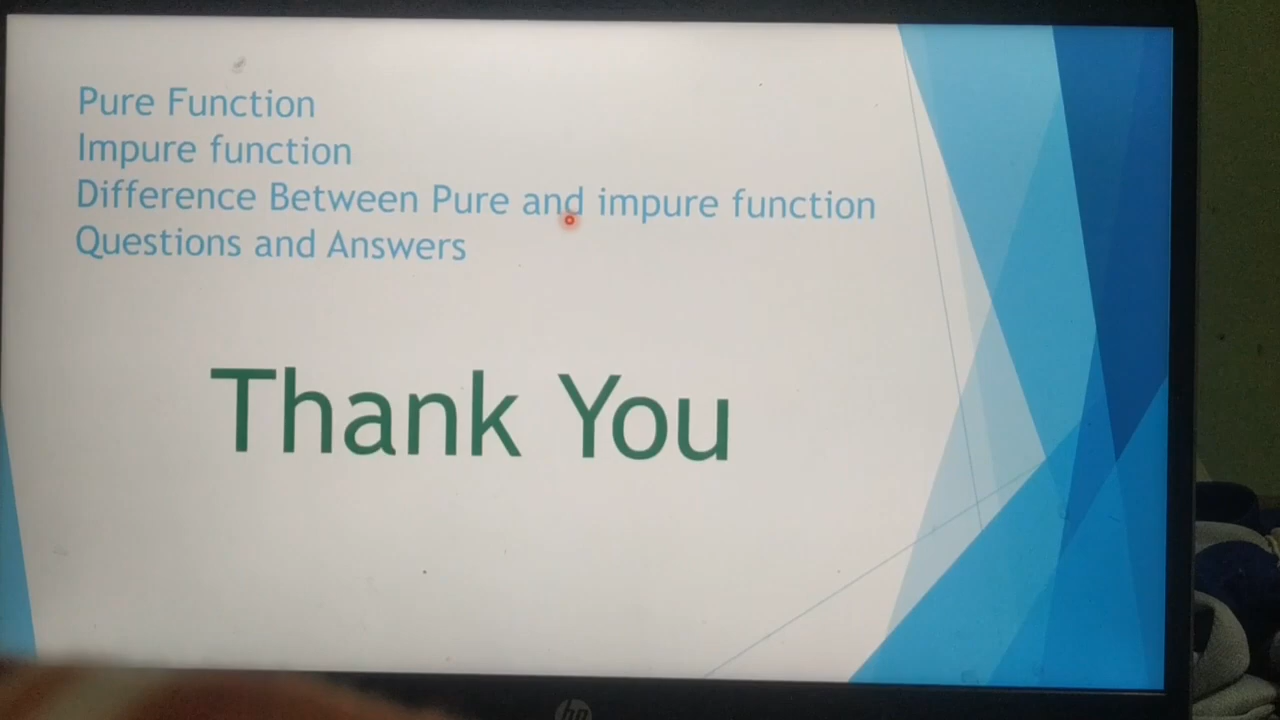 Pure Function
Impure function
Difference Between Pure and impure function
Questions and Answers
Thank You
hp